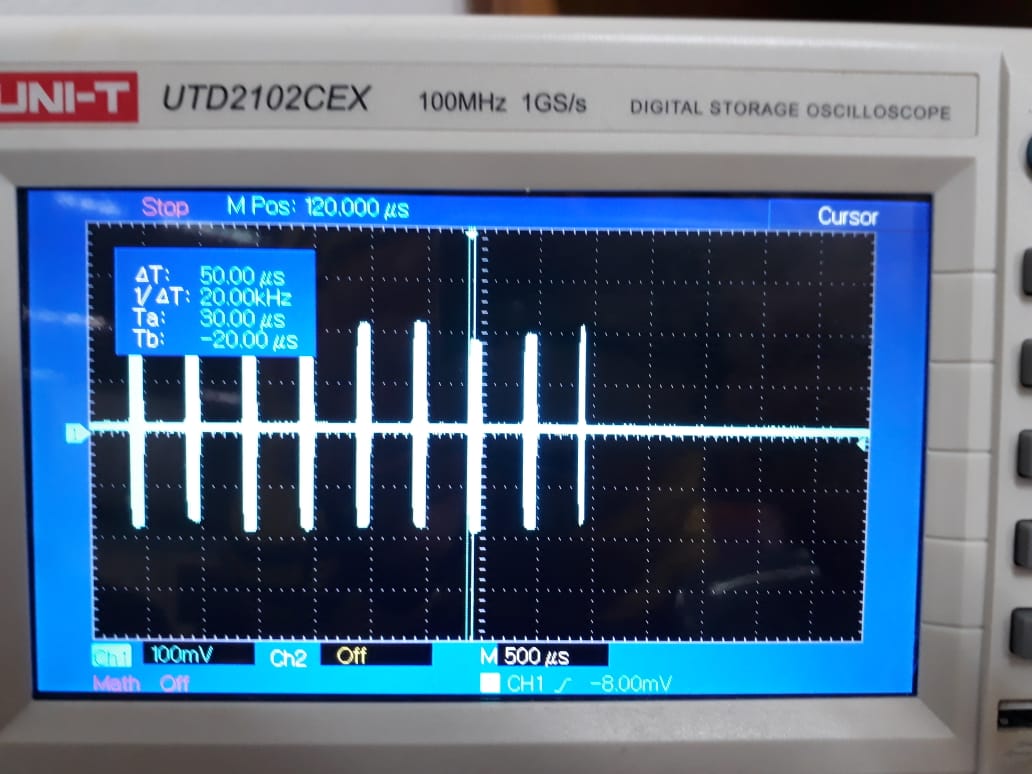 UNI-T UTD2102CEX 100MHz 1GS/s DIGITAL STORAGE OSCILLOSCOPE
Stop M Pos: 120.000 µs Cursor
ΔT: 50.00 µs
1/ΔT: 20.00kHz
Ta: 30.00 µs
Tb: -20.00 µs
1
Ch1 100mV Ch2 Off M 500 µs
Math Off CH1 -8.00mV